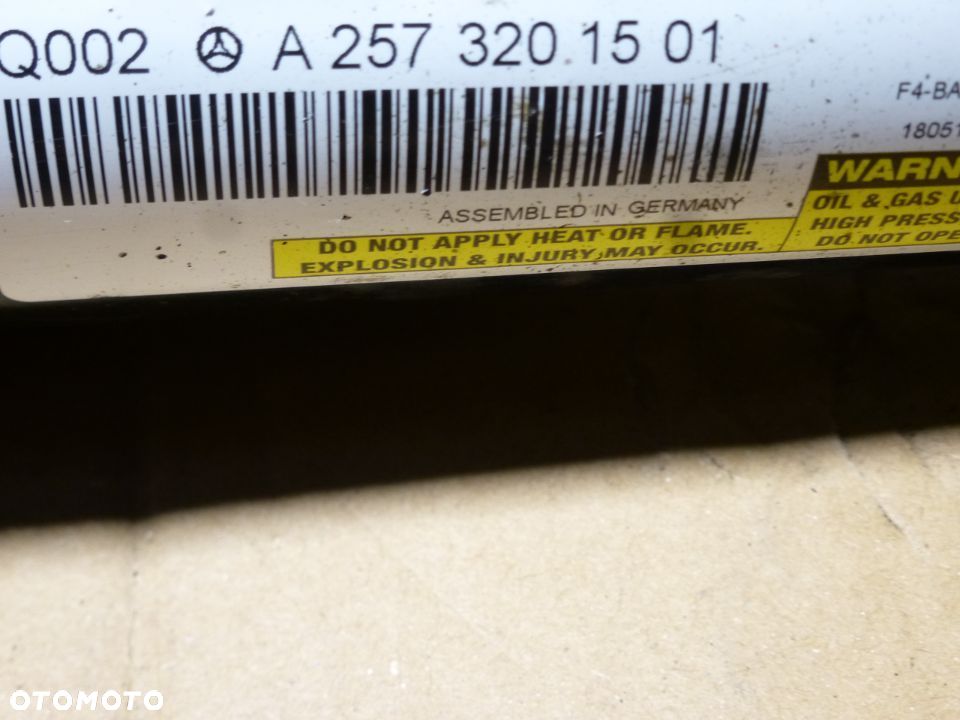 Q002 A 257 320 15 01
F4-BA
18051
ASSEMBLED IN GERMANY
DO NOT APPLY HEAT OR FLAME.
EXPLOSION & INJURY MAY OCCUR.
WARN
OIL & GAS U
HIGH PRESS
DO NOT OPE
OTOMOTO